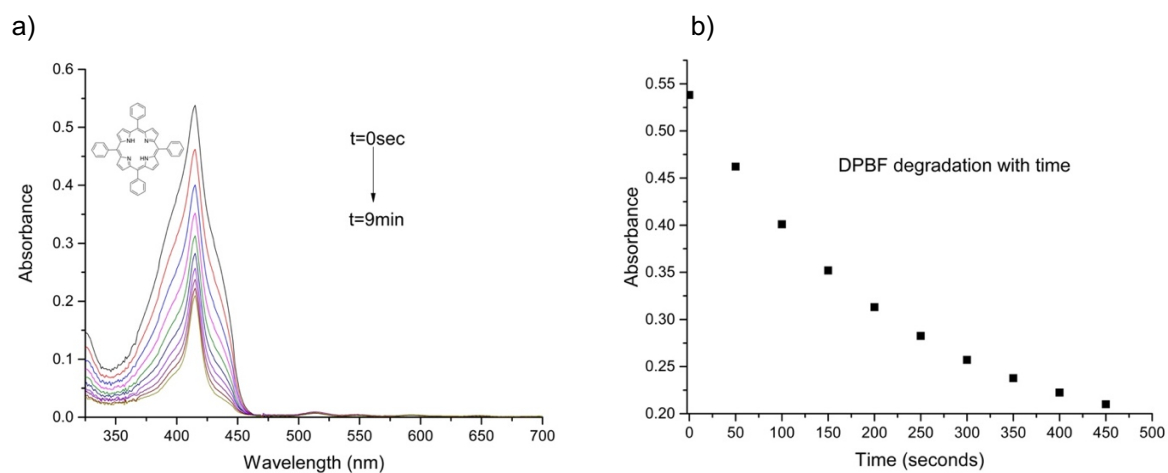 a)
b)
0.6
0.5
0.4
0.3
0.2
0.1
0.0
350 400 450 500 550 600 650 700
Absorbance
Wavelength (nm)
NH N
N HN
t=0sec
t=9min
0.55
0.50
0.45
0.40
0.35
0.30
0.25
0.20
0 50 100 150 200 250 300 350 400 450 500
Absorbance
Time (seconds)
DPBF degradation with time